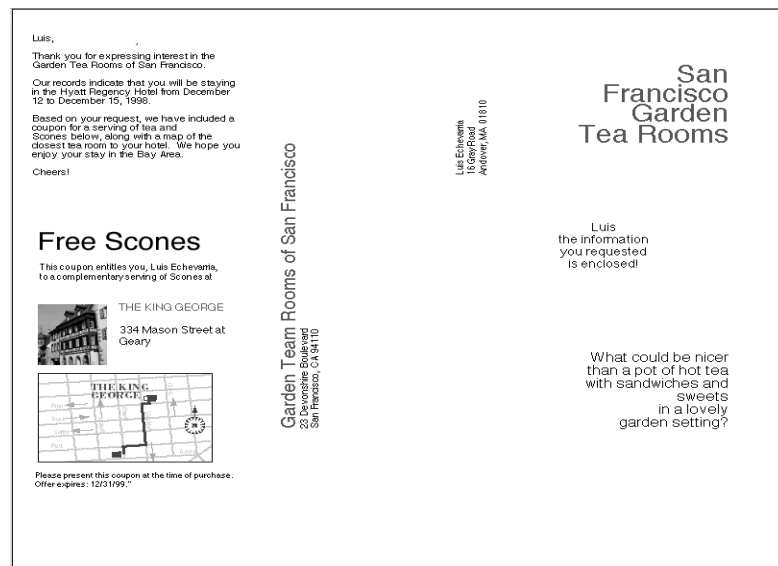 Luis,
,
Thank you for expressing interest in the
Garden Tea Rooms of San Francisco.
Our records indicate that you will be staying
in the Hyatt Regency Hotel from December
12 to December 15, 1998.
Based on your request, we have included a
coupon for a serving of tea and
Scones below, along with a map of the
closest tea room to your hotel. We hope you
enjoy your stay in the Bay Area.
Cheers!
Free Scones
This coupon entitles you, Luis Echevarria,
to a complementary serving of Scones at
THE KING GEORGE
334 Mason Street at
Geary
THE KING
GEORGE
Post
Please present this coupon at the time of purchase.
Offer expires: 12/31/99."
Garden Team Rooms of San Francisco
23 Devonshire Boulevard
San Francisco, CA 94110
Luis Echevarria
16 Gray Road
Andover, MA 01810
San
Francisco
Garden
Tea Rooms
Luis
the information
you requested
is enclosed!
What could be nicer
than a pot of hot tea
with sandwiches and
sweets
in a lovely
garden setting?